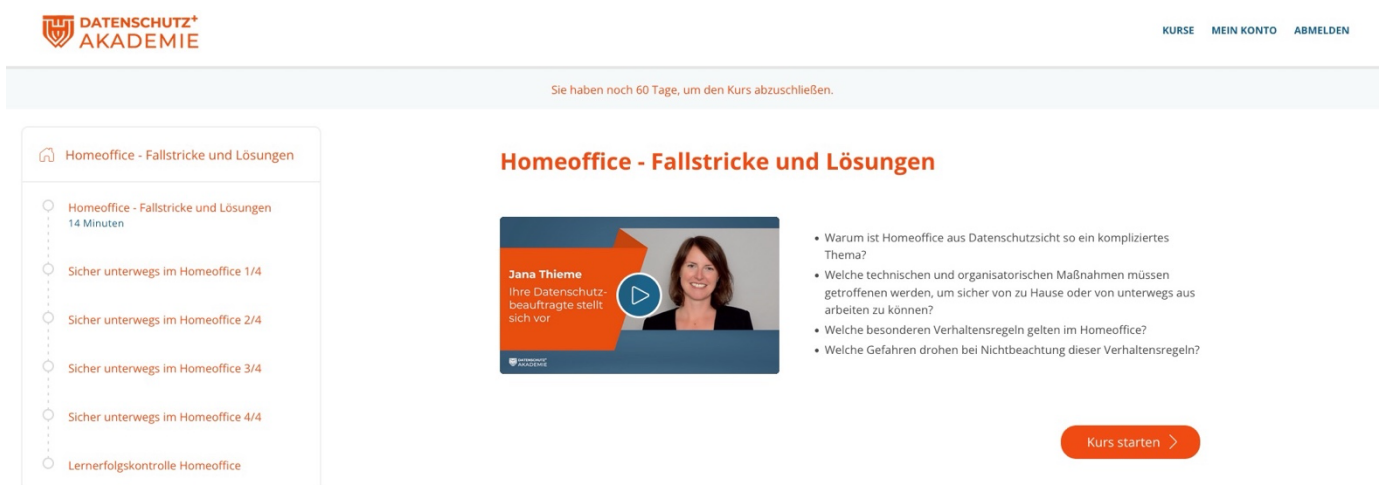 DATENSCHUTZ+
AKADEMIE
KURSE MEIN KONTO ABMELDEN
Sie haben noch 60 Tage, um den Kurs abzuschließen.
Homeoffice - Fallstricke und Lösungen
Homeoffice - Fallstricke und Lösungen
14 Minuten
Sicher unterwegs im Homeoffice 1/4
Sicher unterwegs im Homeoffice 2/4
Sicher unterwegs im Homeoffice 3/4
Sicher unterwegs im Homeoffice 4/4
Lernerfolgskontrolle Homeoffice
Homeoffice - Fallstricke und Lösungen
Jana Thieme
Ihre Datenschutz-
beauftragte stellt
sich vor
DATENSCHUTZ+
AKADEMIE
• Warum ist Homeoffice aus Datenschutzsicht so ein kompliziertes
Thema?
• Welche technischen und organisatorischen Maßnahmen müssen
getroffenen werden, um sicher von zu Hause oder von unterwegs aus
arbeiten zu können?
• Welche besonderen Verhaltensregeln gelten im Homeoffice?
• Welche Gefahren drohen bei Nichtbeachtung dieser Verhaltensregeln?
Kurs starten